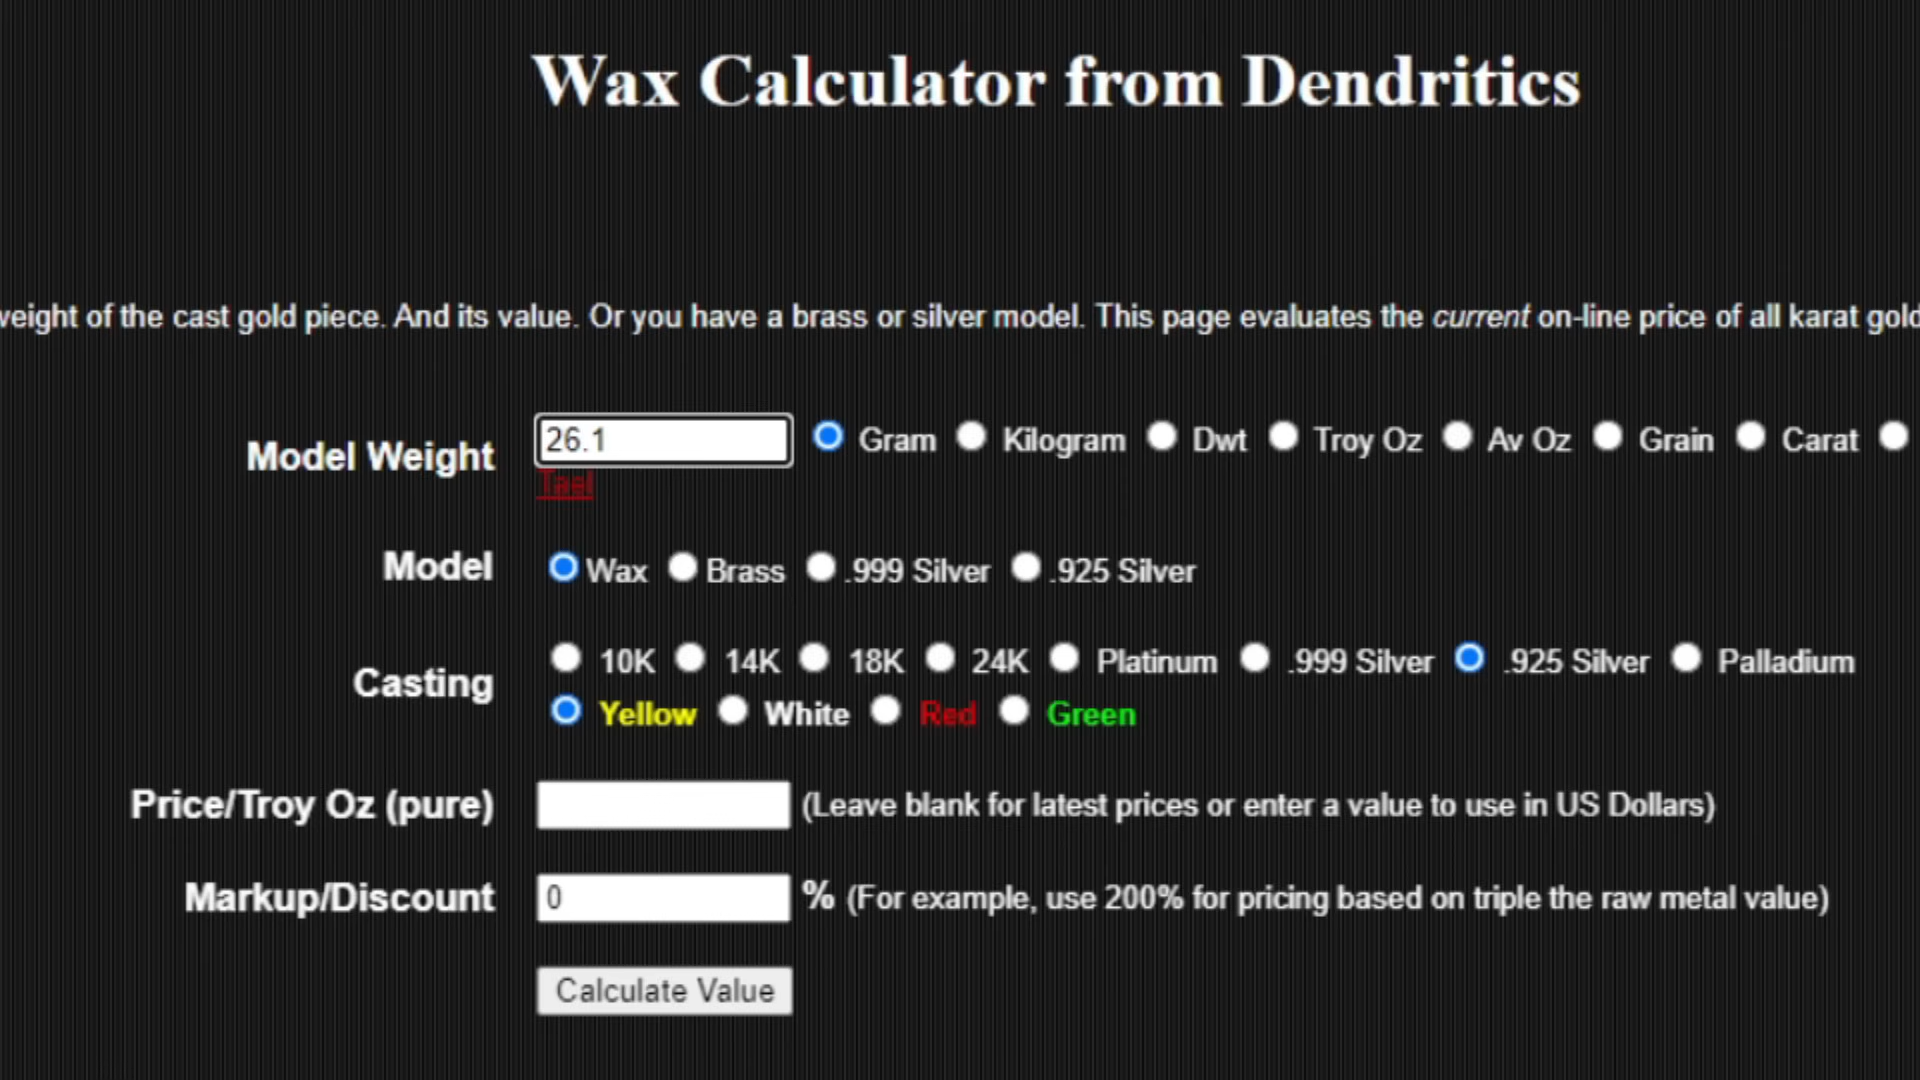 Wax Calculator from Dendritics
weight of the cast gold piece. And its value. Or you have a brass or silver model. This page evaluates the current on-line price of all karat gold
Model Weight 26.1 Gram Kilogram Dwt Troy Oz Av Oz Grain Carat
Tael
Model Wax Brass .999 Silver .925 Silver
Casting 10K 14K 18K 24K Platinum .999 Silver .925 Silver Palladium
Yellow White Red Green
Price/Troy Oz (pure) (Leave blank for latest prices or enter a value to use in US Dollars)
Markup/Discount 0 % (For example, use 200% for pricing based on triple the raw metal value)
Calculate Value